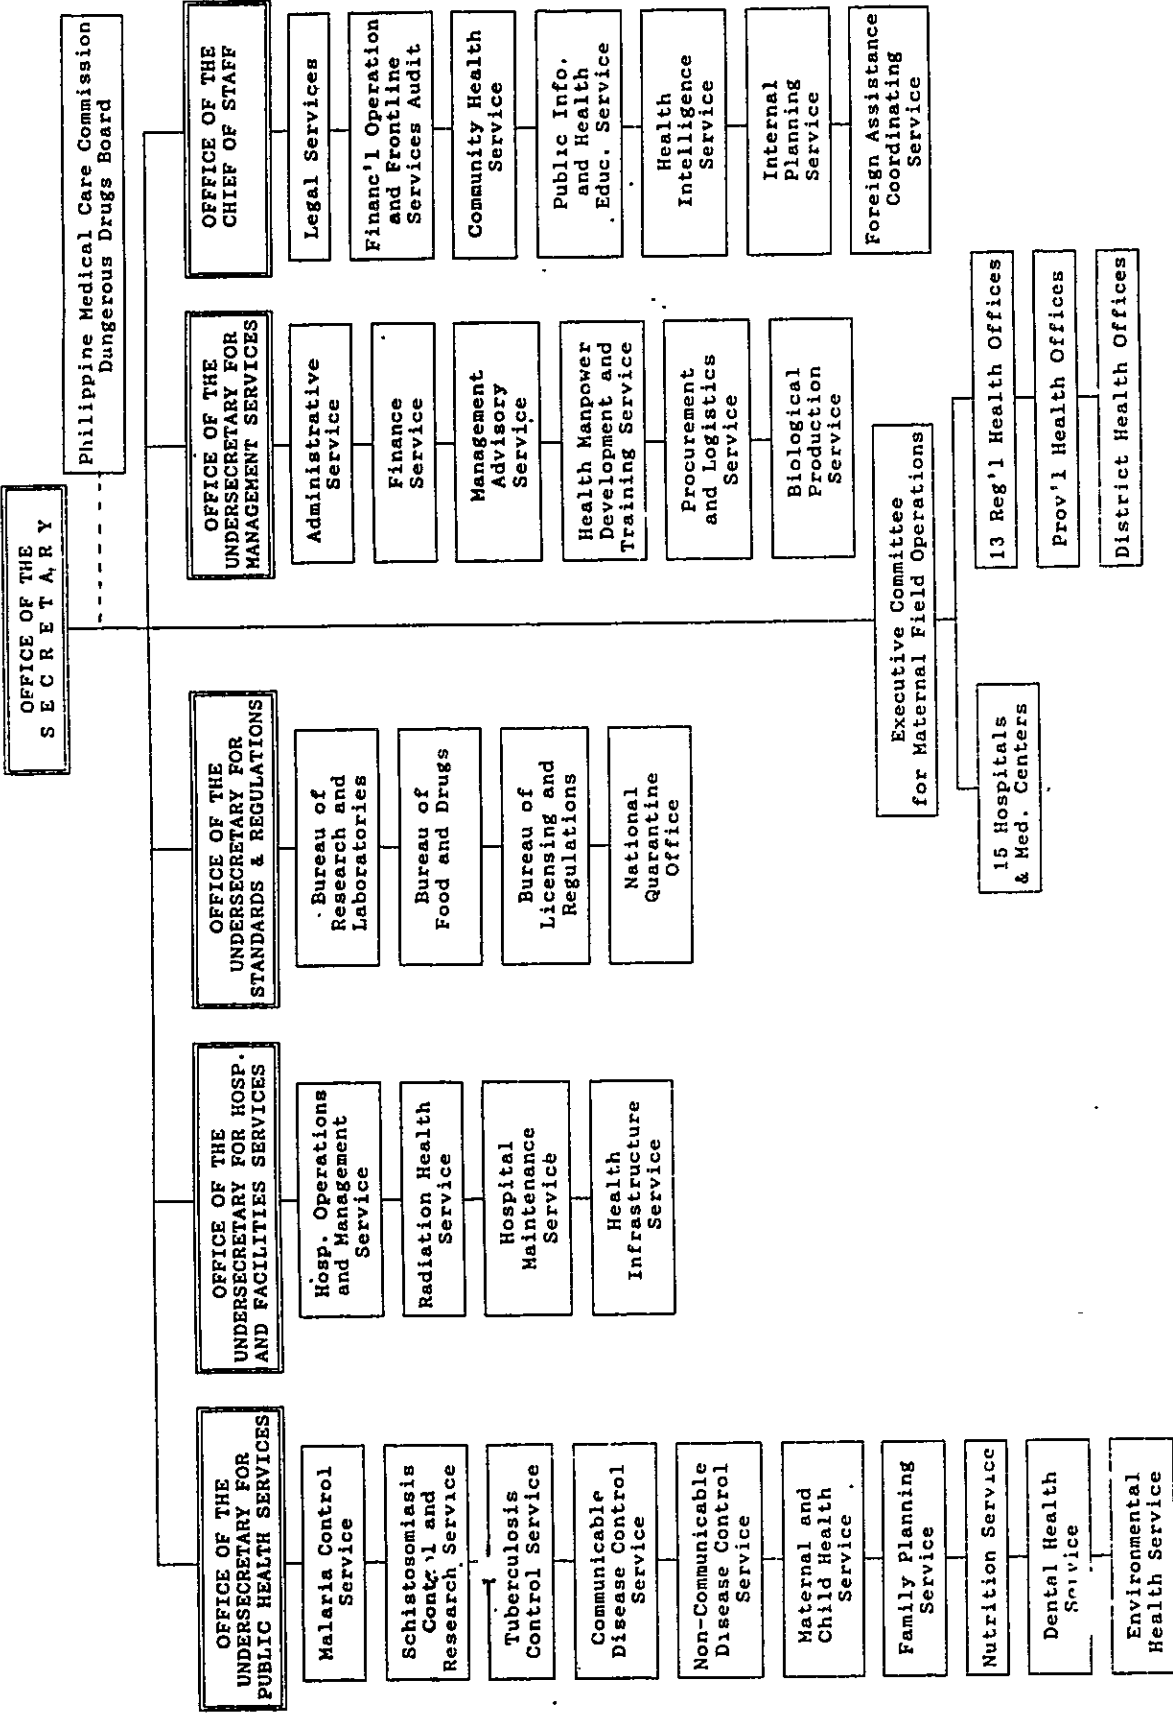 OFFICE OF THE
S E C R E T A R Y
Philippine Medical Care Commission
Dungerous Drugs Board
OFFICE OF THE
UNDERSECRETARY FOR
PUBLIC HEALTH SERVICES
Malaria Control
Service
Schistosomiasis
Control and
Research Service
Tuberculosis
Control Service
Communicable
Disease Control
Service
Non-Communicable
Disease Control
Service
Maternal and
Child Health
Service
Family Planning
Service
Nutrition Service
Dental Health
Service
Environmental
Health Service
OFFICE OF THE
UNDERSECRETARY FOR HOSP.
AND FACILITIES SERVICES
Hosp. Operations
and Management
Service
Radiation Health
Service
Hospital
Maintenance
Service
Health
Infrastructure
Service
OFFICE OF THE
UNDERSECRETARY FOR
STANDARDS & REGULATIONS
Bureau of
Research and
Laboratories
Bureau of
Food and Drugs
Bureau of
Licensing and
Regulations
National
Quarantine
Office
OFFICE OF THE
UNDERSECRETARY FOR
MANAGEMENT SERVICES
Administrative
Service
Finance
Service
Management
Advisory
Service
Health Manpower
Development and
Training Service
Procurement
and Logistics
Service
Biological
Production
Service
OFFFICE OF THE
CHIEF OF STAFF
Legal Services
Financ'l Operation
and Frontline
Services Audit
Community Health
Service
Public Info.
and Health
Educ. Service
Health
Intelligence
Service
Internal
Planning
Service
Foreign Assistance
Coordinating
Service
Executive Committee
for Maternal Field Operations
15 Hospitals
& Med. Centers
13 Reg'l Health Offices
Prov'l Health Offices
District Health Offices